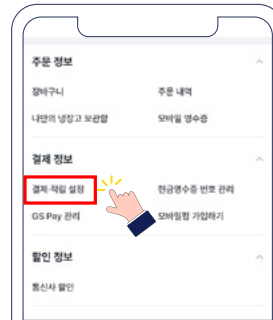 주문 정보
장바구니 주문 내역
나만의 냉장고 보관함 모바일 영수증
결제 정보
결제·적립 설정 현금영수증 번호 관리
GS Pay 관리 모바일팝 가입하기
할인 정보
통신사 할인